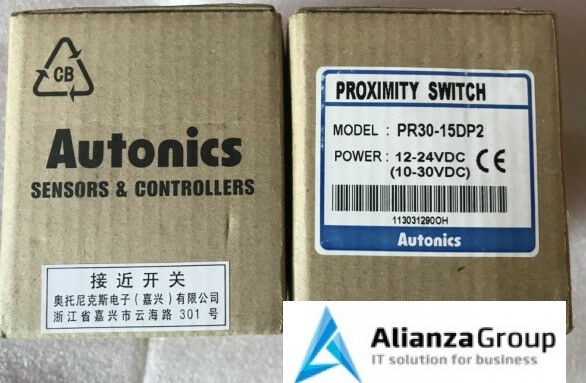 CB
Autonics
SENSORS & CONTROLLERS
接近开关
奥托尼克斯电子(嘉兴)有限公司
浙江省嘉兴市云海路 301 号
PROXIMITY SWITCH
MODEL : PR30-15DP2
POWER : 12-24VDC CE
(10-30VDC)
113031290OH
Autonics
AlianzaGroup
IT solution for business